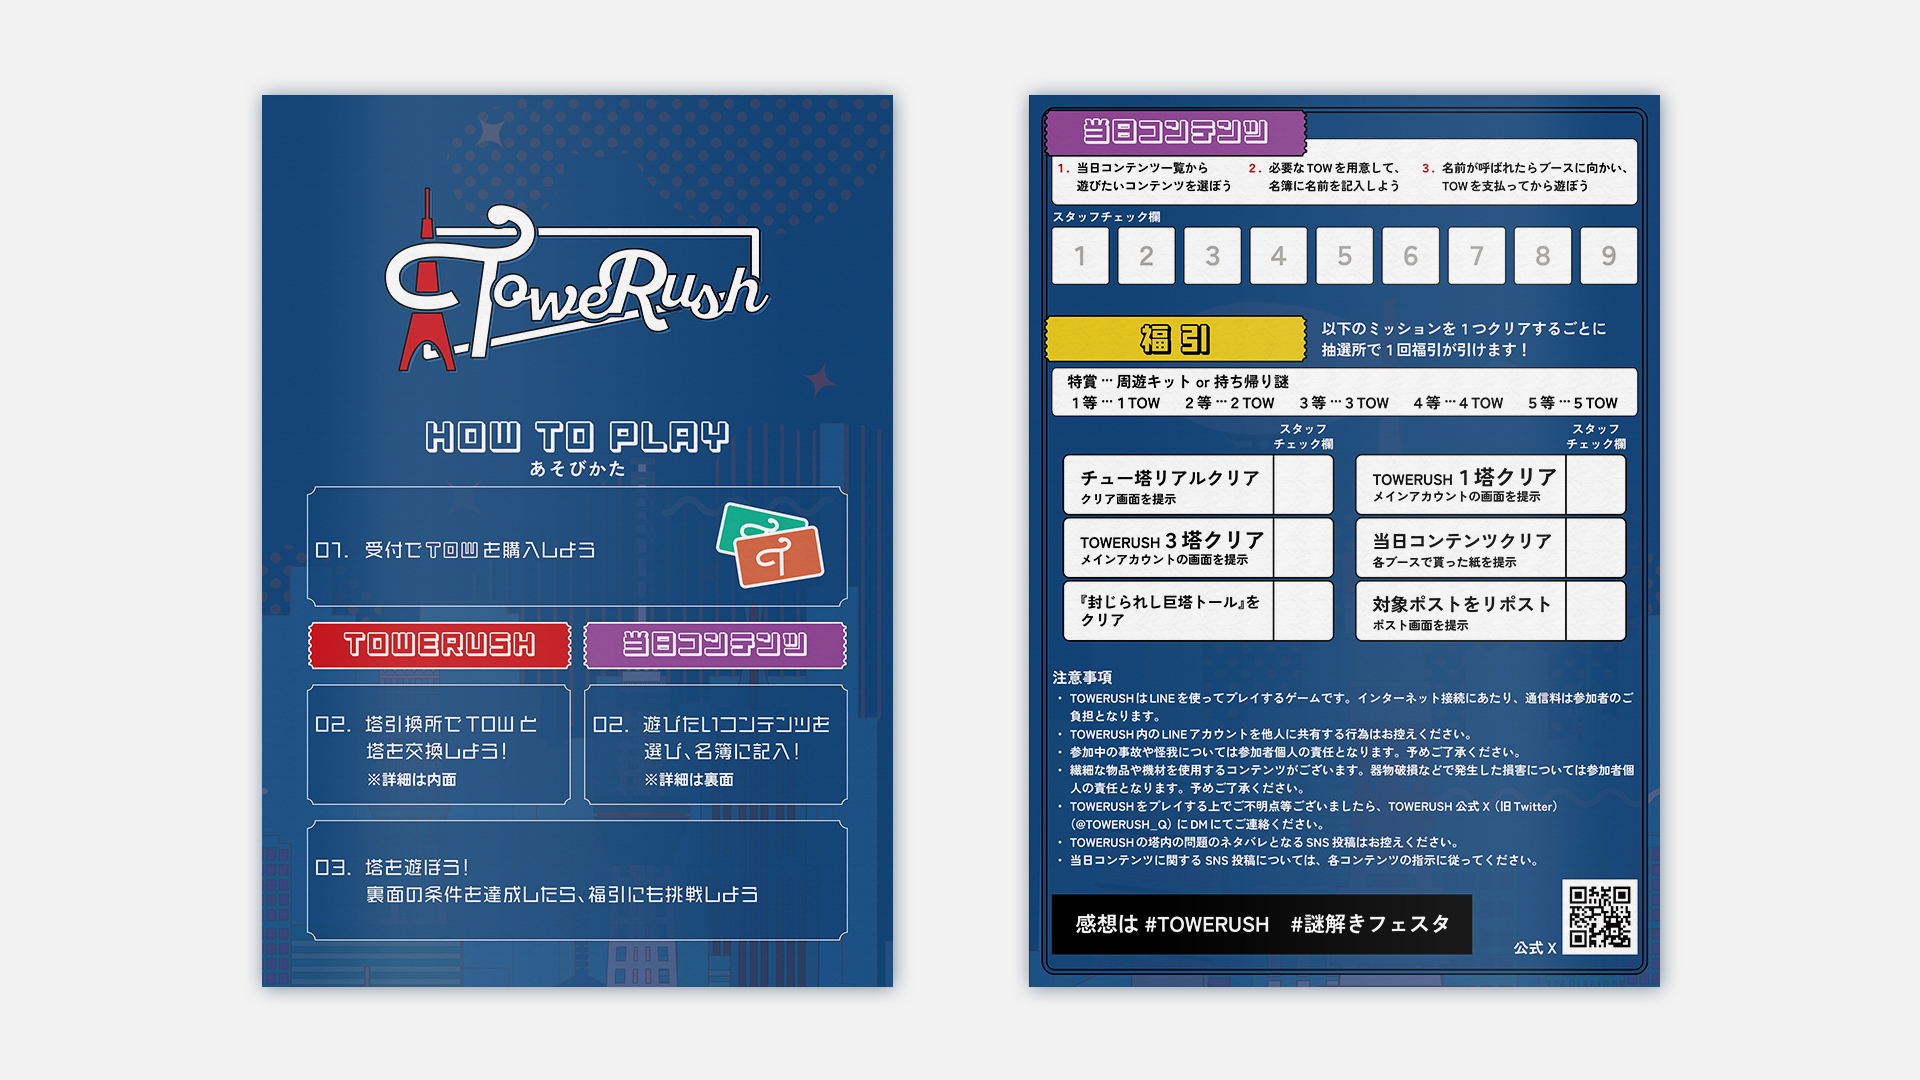 ToweRush
HOW TO PLAY
あそびかた
01. 受付でTOWを購入しよう
TOWERUSH
当日コンテンツ
02. 塔引換所でTOWと
塔を交換しよう!
※詳細は内面
02. 遊びたいコンテンツを
選び、名簿に記入!
※詳細は裏面
03. 塔を遊ぼう!
裏面の条件を達成したら、福引にも挑戦しよう
当日コンテンツ
1. 当日コンテンツ一覧から
遊びたいコンテンツを選ぼう
2. 必要なTOWを用意して、
名簿に名前を記入しよう
3. 名前が呼ばれたらブースに向かい、
TOWを支払ってから遊ぼう
スタッフチェック欄
1 2 3 4 5 6 7 8 9
福引
以下のミッションを1つクリアするごとに
抽選所で1回福引が引けます！
特賞…周遊キット or 持ち帰り謎
1等…1TOW 2等…2TOW 3等…3TOW 4等…4TOW 5等…5TOW
スタッフ
チェック欄
スタッフ
チェック欄
チュー塔リアルクリア
クリア画面を提示
TOWERUSH 1塔クリア
メインアカウントの画面を提示
TOWERUSH 3塔クリア
メインアカウントの画面を提示
当日コンテンツクリア
各ブースで貰った紙を提示
『封じられし巨塔トール』を
クリア
対象ポストをリポスト
ポスト画面を提示
注意事項
・ TOWERUSHはLINEを使ってプレイするゲームです。インターネット接続にあたり、通信料は参加者のご
負担となります。
・ TOWERUSH内のLINEアカウントを他人に共有する行為はお控えください。
・ 参加中の事故や怪我については参加者個人の責任となります。予めご了承ください。
・ 繊細な物品や機材を使用するコンテンツがございます。器物破損などで発生した損害については参加者個
人の責任となります。予めご了承ください。
・ TOWERUSHをプレイする上でご不明点等ございましたら、TOWERUSH公式X（旧Twitter）
（@TOWERUSH_Q）にDMにてご連絡ください。
・ TOWERUSHの塔内の問題のネタバレとなるSNS投稿はお控えください。
・ 当日コンテンツに関するSNS投稿については、各コンテンツの指示に従ってください。
感想は #TOWERUSH #謎解きフェスタ
公式X